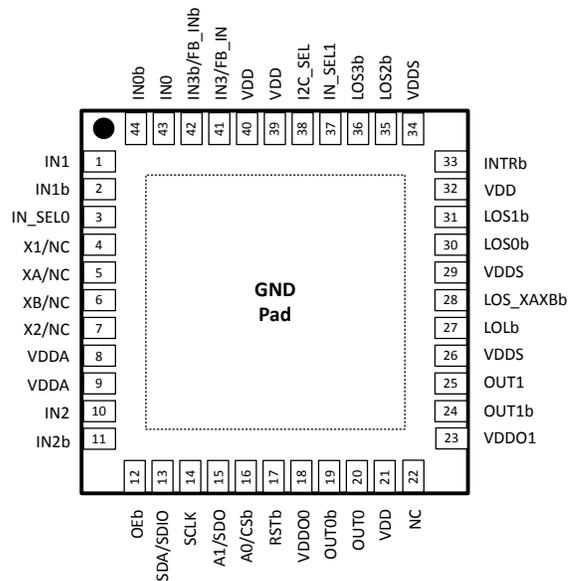 IN0b
IN0
IN3b/FB_INb
IN3/FB_IN
VDD
VDD
I2C_SEL
IN_SEL1
LOS3b
LOS2b
VDDS
44
43
42
41
40
39
38
37
36
35
34
IN1 1
IN1b 2
IN_SEL0 3
X1/NC 4
XA/NC 5
XB/NC 6
X2/NC 7
VDDA 8
VDDA 9
IN2 10
IN2b 11
GND
Pad
33 INTRb
32 VDD
31 LOS1b
30 LOS0b
29 VDDS
28 LOS_XAXBb
27 LOLb
26 VDDS
25 OUT1
24 OUT1b
23 VDDO1
12
13
14
15
16
17
18
19
20
21
22
OEb
SDA/SDIO
SCLK
A1/SDO
A0/CSb
RSTb
VDDO0
OUT0b
OUT0
VDD
NC